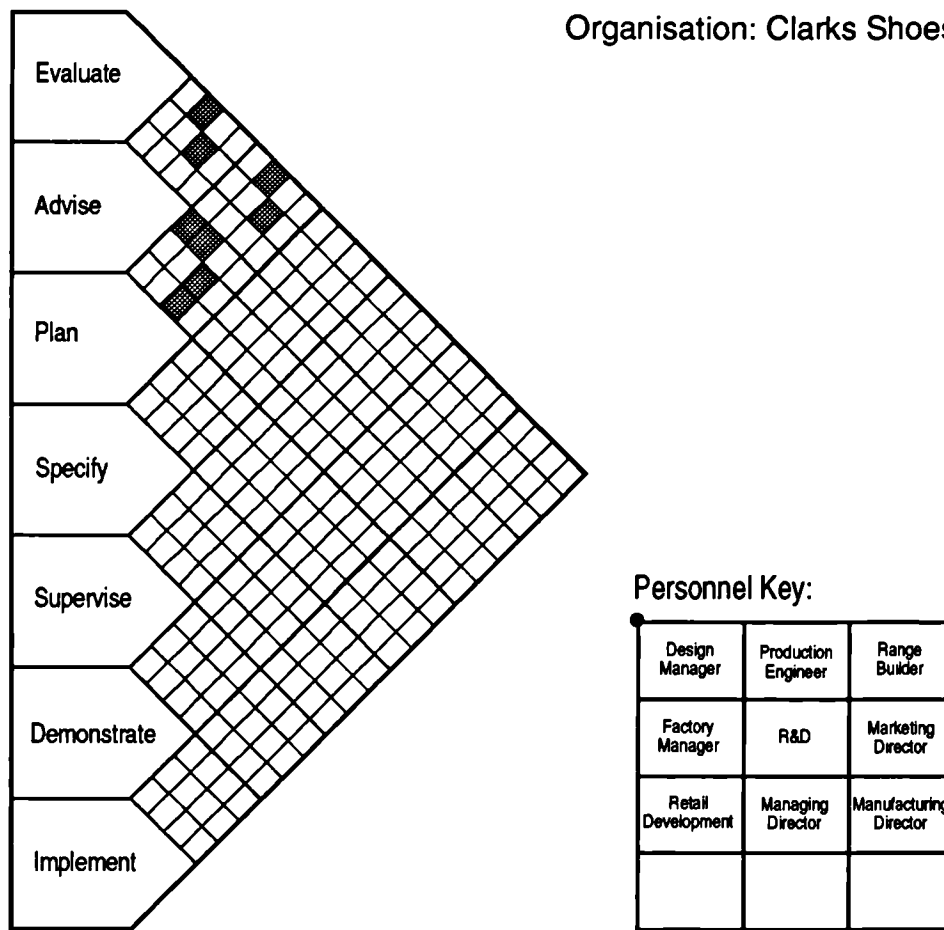 Organisation: Clarks Shoes
Evaluate
Advise
Plan
Specify
Supervise
Demonstrate
Implement
Personnel Key:
Design
Manager
Production
Engineer
Range
Builder
Factory
Manager
R&D
Marketing
Director
Retail
Development
Managing
Director
Manufacturing
Director